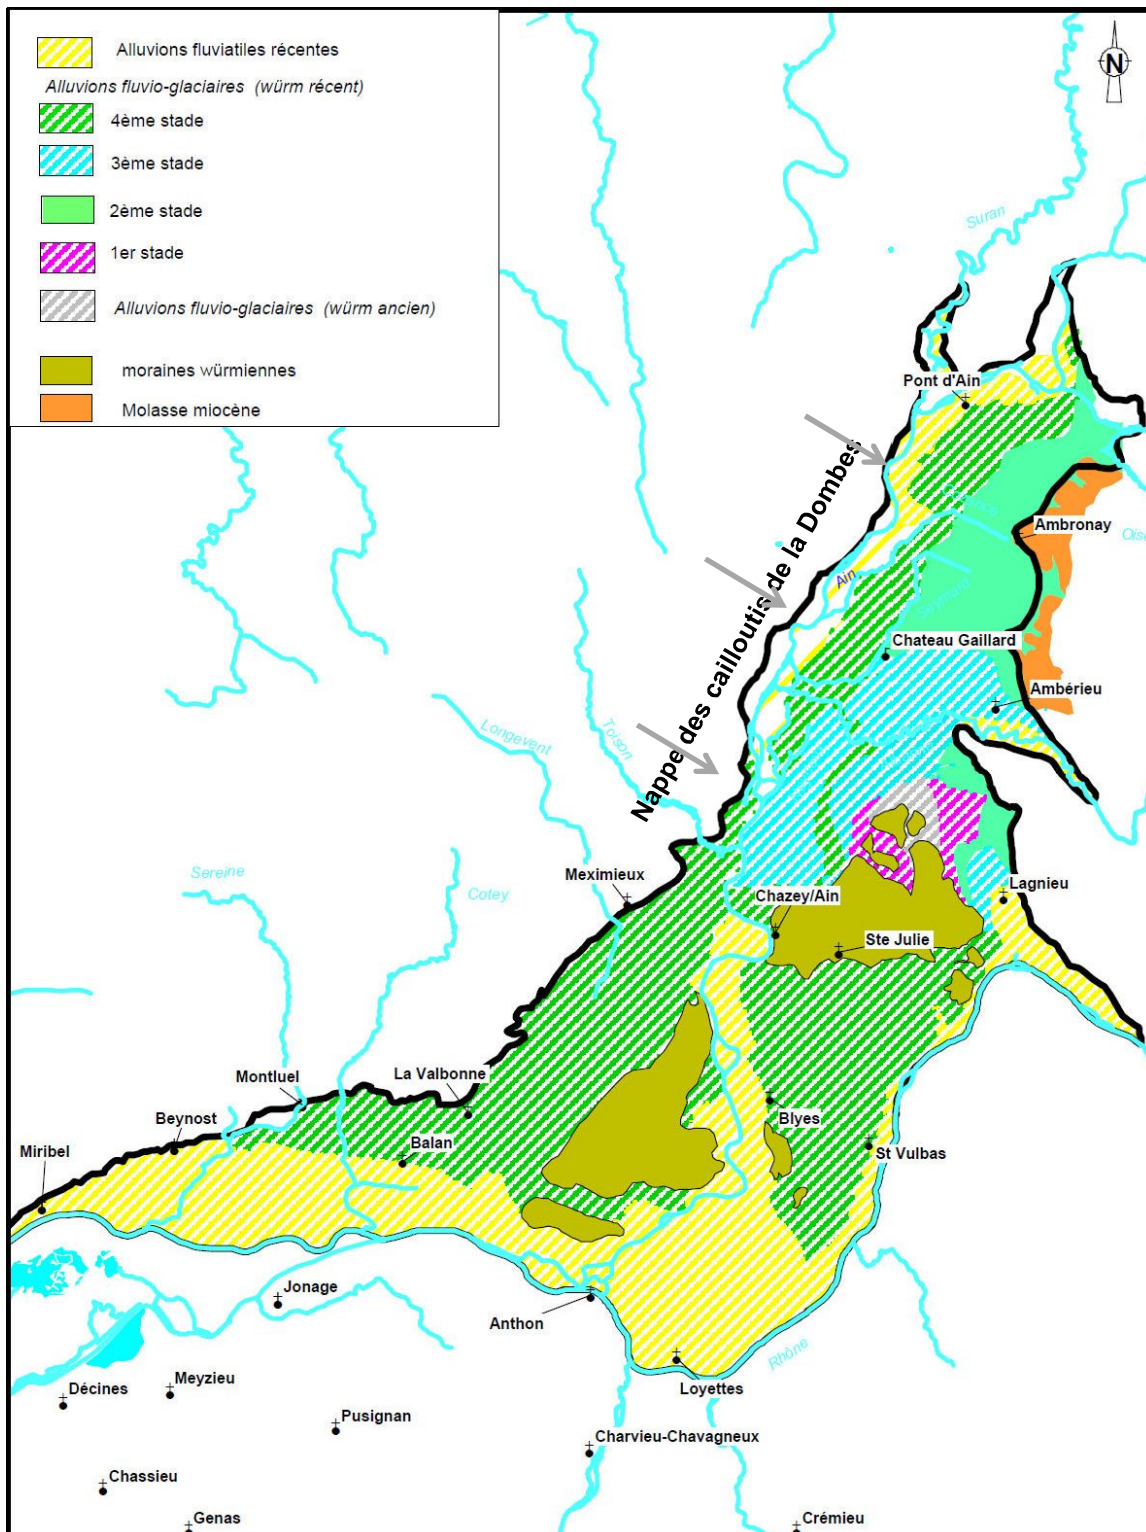 Alluvions fluviatiles récentes
Alluvions fluvio-glaciaires (würm récent)
4ème stade
3ème stade
2ème stade
1er stade
Alluvions fluvio-glaciaires (würm ancien)
moraines würmiennes
Molasse miocène
N
Suran
Pont d'Ain
Nappe des cailloutis de la Dombes
Ambronay
Ain
Seymard
Chateau Gaillard
Ambérieu
Longevent
Toison
Sereine
Cotey
Meximieux
Chazey/Ain
Lagnieu
Ste Julie
La Valbonne
Montluel
Beynost
Balan
Blyes
Miribel
St Vulbas
Jonage
Anthon
Rhône
Loyettes
Décines
Meyzieu
Pusignan
Charvieu-Chavagneux
Chassieu
Genas
Crémieu